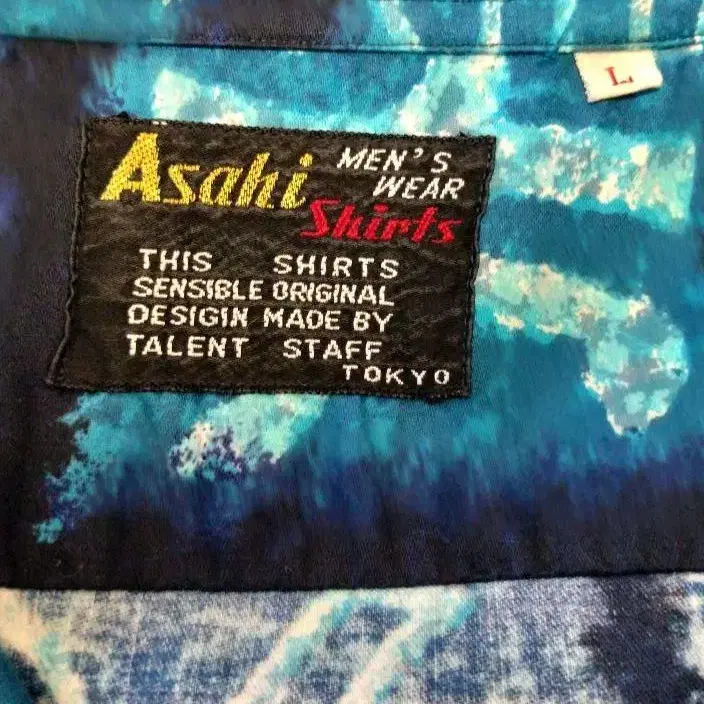 L
Asahi MEN'S
WEAR
Shirts
THIS SHIRTS
SENSIBLE ORIGINAL
DESIGIN MADE BY
TALENT STAFF
TOKYO